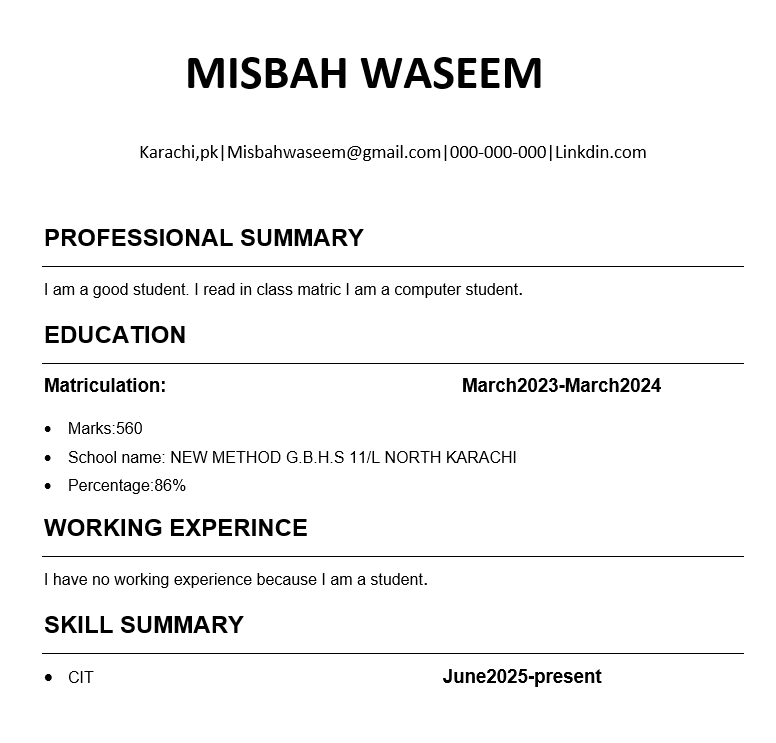 MISBAH WASEEM
Karachi,pk|Misbahwaseem@gmail.com|000-000-000|Linkdin.com
PROFESSIONAL SUMMARY
I am a good student. I read in class matric I am a computer student.
EDUCATION
Matriculation: March2023-March2024
• Marks:560
• School name: NEW METHOD G.B.H.S 11/L NORTH KARACHI
• Percentage:86%
WORKING EXPERINCE
I have no working experience because I am a student.
SKILL SUMMARY
• CIT June2025-present